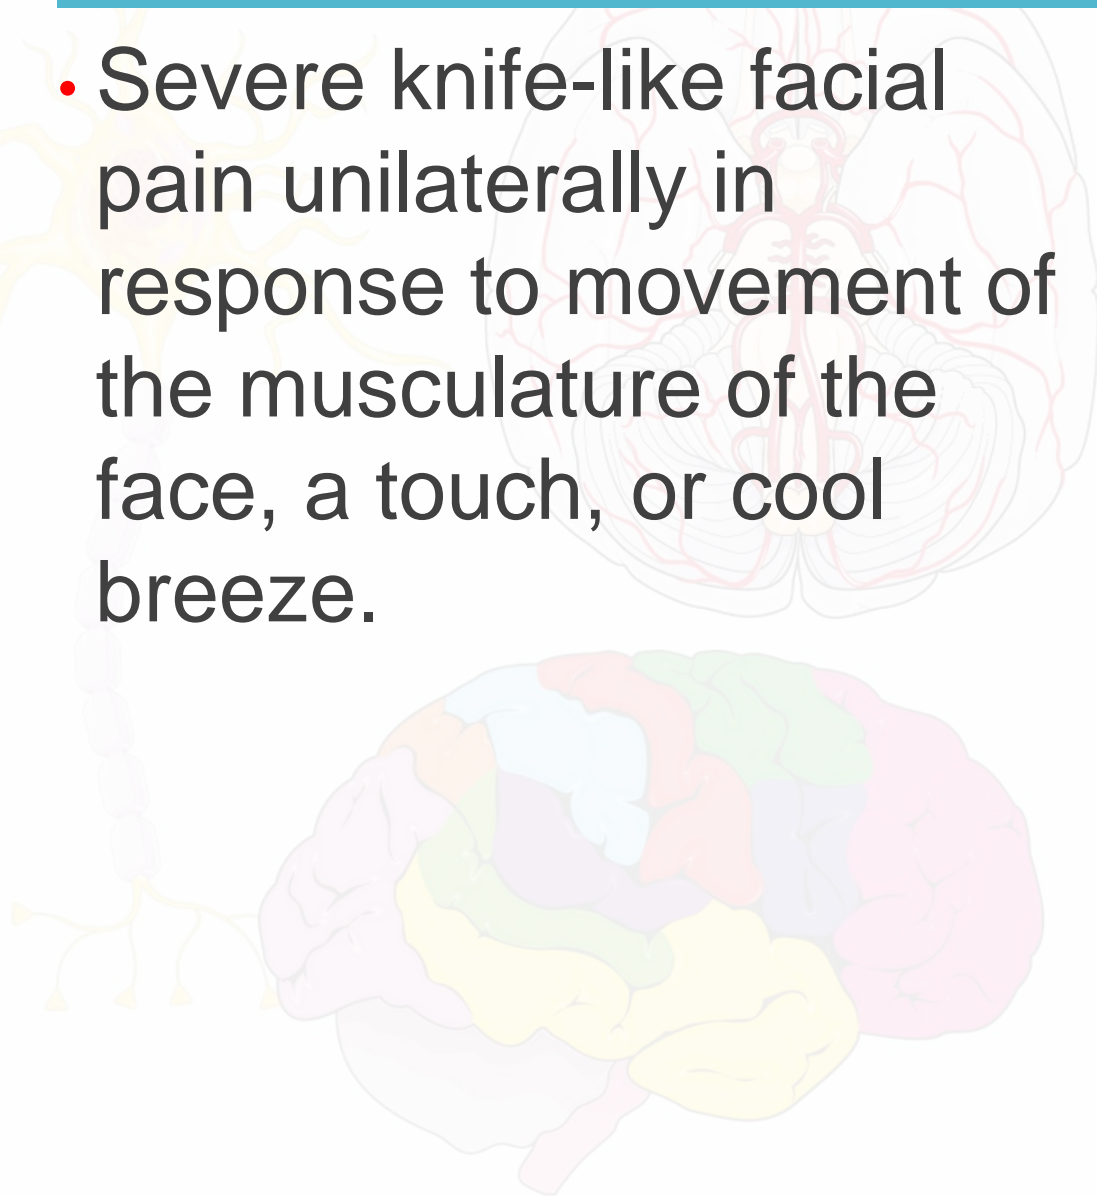 • Severe knife-like facial
pain unilaterally in
response to movement of
the musculature of the
face, a touch, or cool
breeze.